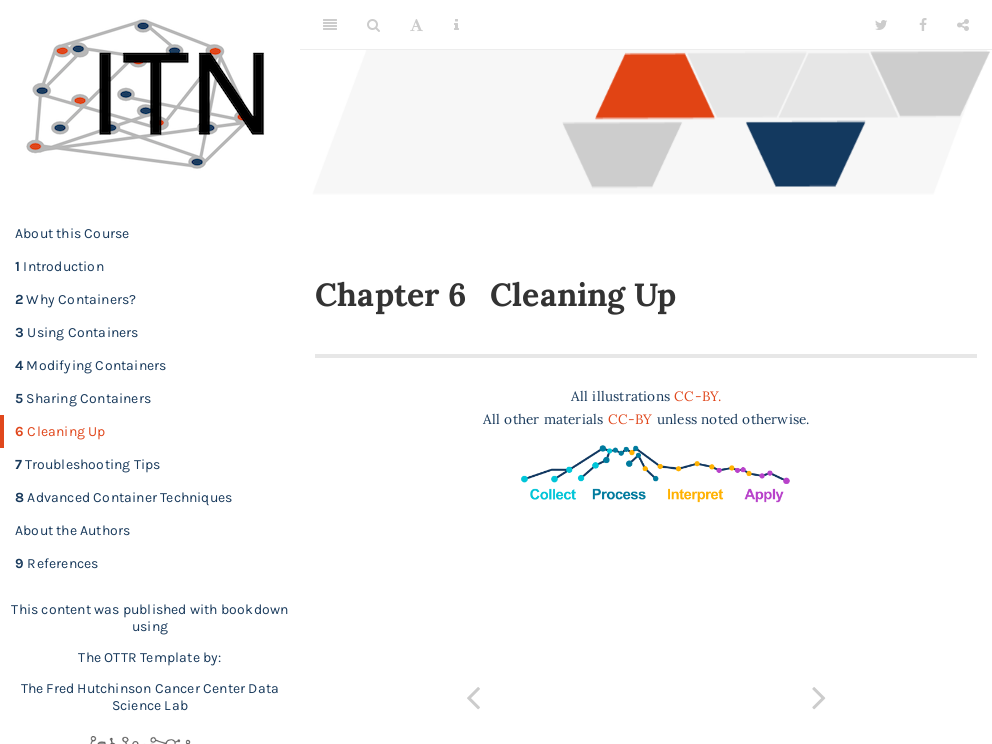 ITN
About this Course
1 Introduction
2 Why Containers?
3 Using Containers
4 Modifying Containers
5 Sharing Containers
6 Cleaning Up
7 Troubleshooting Tips
8 Advanced Container Techniques
About the Authors
9 References
This content was published with bookdown
using
The OTTR Template by:
The Fred Hutchinson Cancer Center Data
Science Lab
A
Chapter 6 Cleaning Up
All illustrations CC-BY.
All other materials CC-BY unless noted otherwise.
Collect Process Interpret Apply